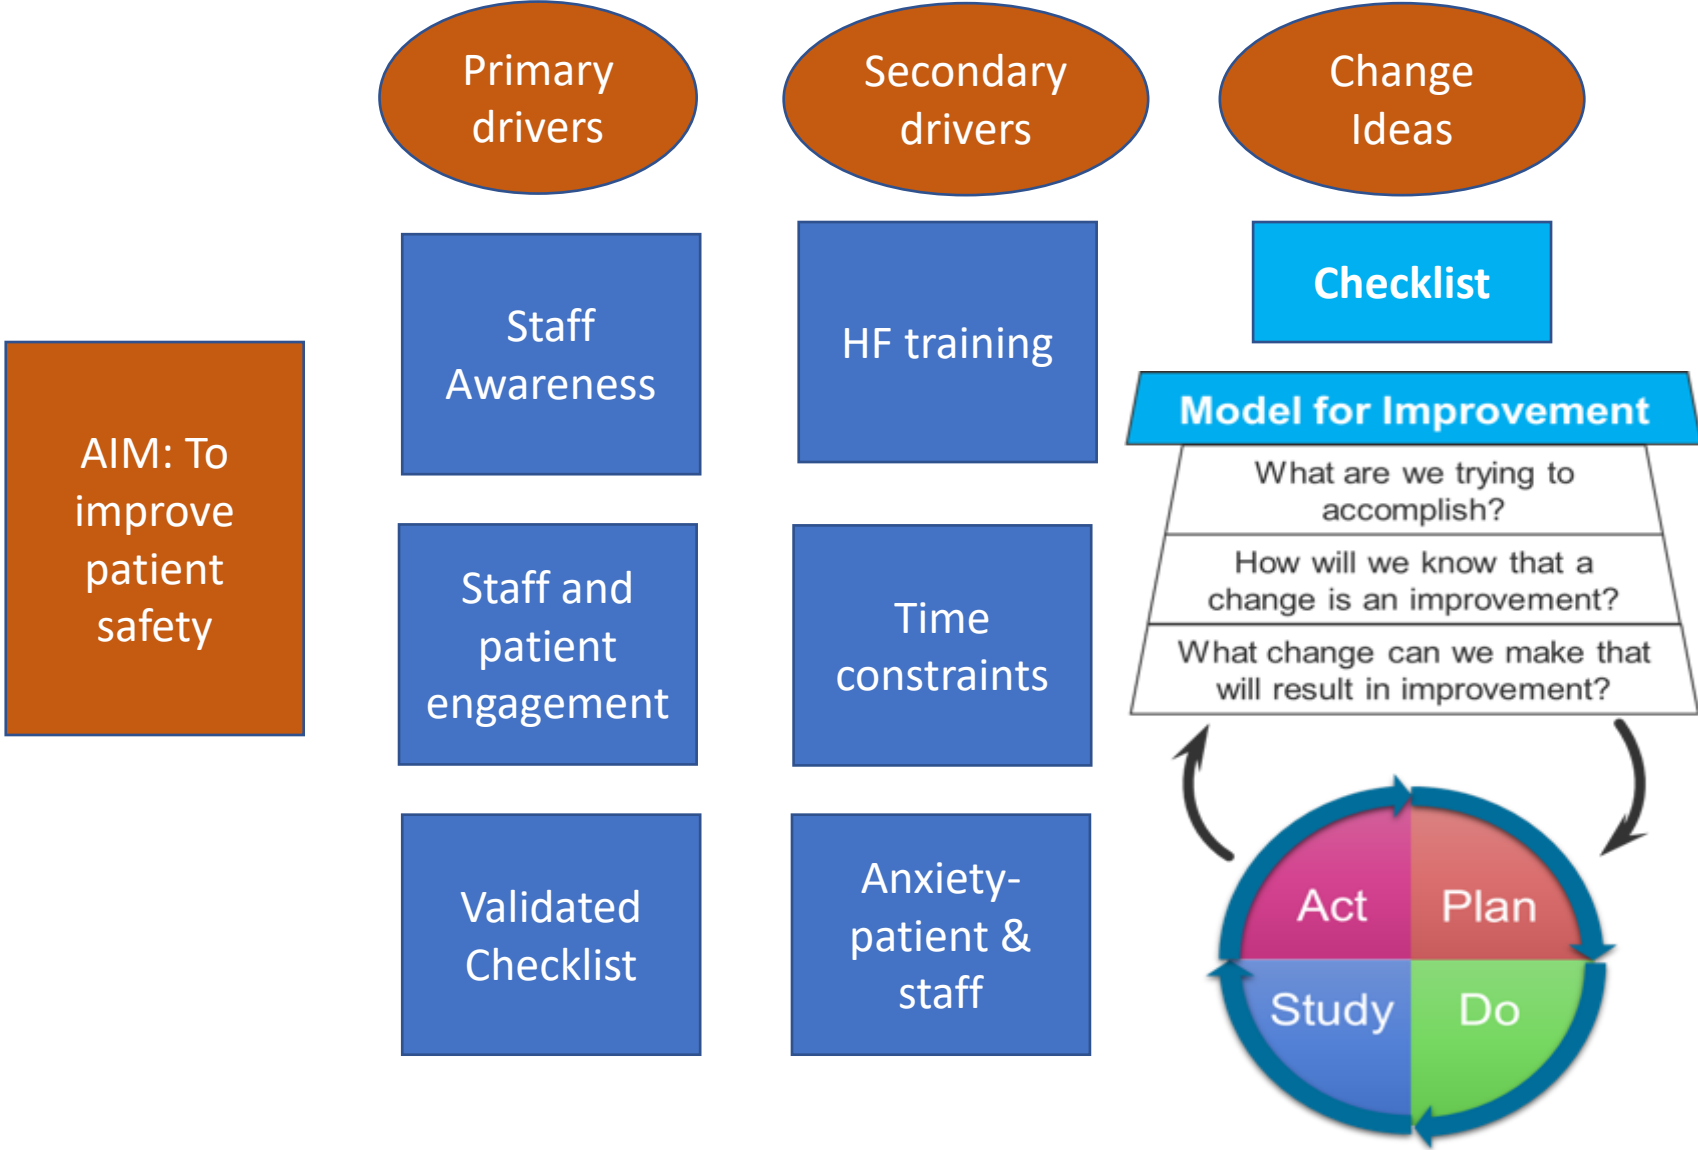 Primary
drivers
Secondary
drivers
Change
Ideas
AIM: To
improve
patient
safety
Staff
Awareness
Staff and
patient
engagement
Validated
Checklist
HF training
Time
constraints
Anxiety-
patient &
staff
Checklist
Model for Improvement
What are we trying to
accomplish?
How will we know that a
change is an improvement?
What change can we make that
will result in improvement?
Act
Plan
Study
Do